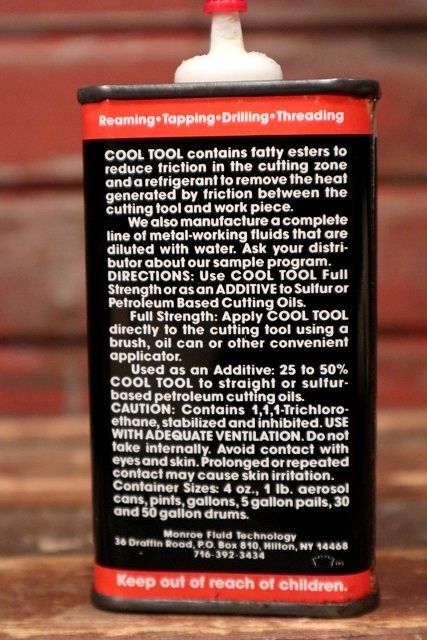 Reaming•Tapping•Drilling•Threading
COOL TOOL contains fatty esters to
reduce friction in the cutting zone
and a refrigerant to remove the heat
generated by friction between the
cutting tool and work piece.
We also manufacture a complete
line of metal-working fluids that are
diluted with water. Ask your distri-
butor about our sample program.
DIRECTIONS: Use COOL TOOL Full
Strength or as an ADDITIVE to Sulfur or
Petroleum Based Cutting Oils.
Full Strength: Apply COOL TOOL
directly to the cutting tool using a
brush, oil can or other convenient
applicator.
Used as an Additive: 25 to 50%
COOL TOOL to straight or sulfur-
based petroleum cutting oils.
CAUTION: Contains 1,1,1-Trichloro-
ethane, stabilized and inhibited. USE
WITH ADEQUATE VENTILATION. Do not
take internally. Avoid contact with
eyes and skin. Prolonged or repeated
contact may cause skin irritation.
Container Sizes: 4 oz., 1 lb. aerosol
cans, pints, gallons, 5 gallon pails, 30
and 50 gallon drums.
Monroe Fluid Technology
36 Draffin Road, P.O. Box 810, Hilton, NY 14468
716-392-3434
Keep out of reach of children.